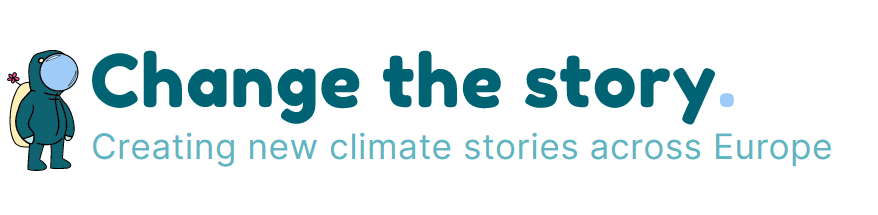 Change the story.
Creating new climate stories across Europe